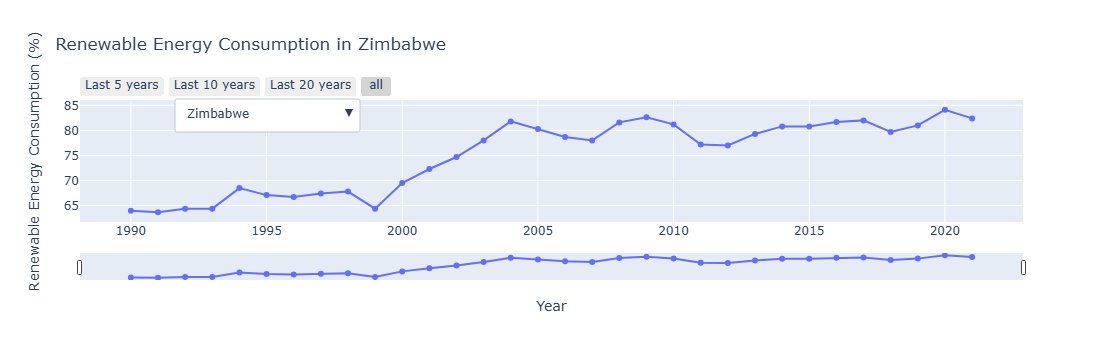 Renewable Energy Consumption in Zimbabwe
Last 5 years Last 10 years Last 20 years all
Zimbabwe ▼
Renewable Energy Consumption (%)
85
80
75
70
65
1990 1995 2000 2005 2010 2015 2020
Year